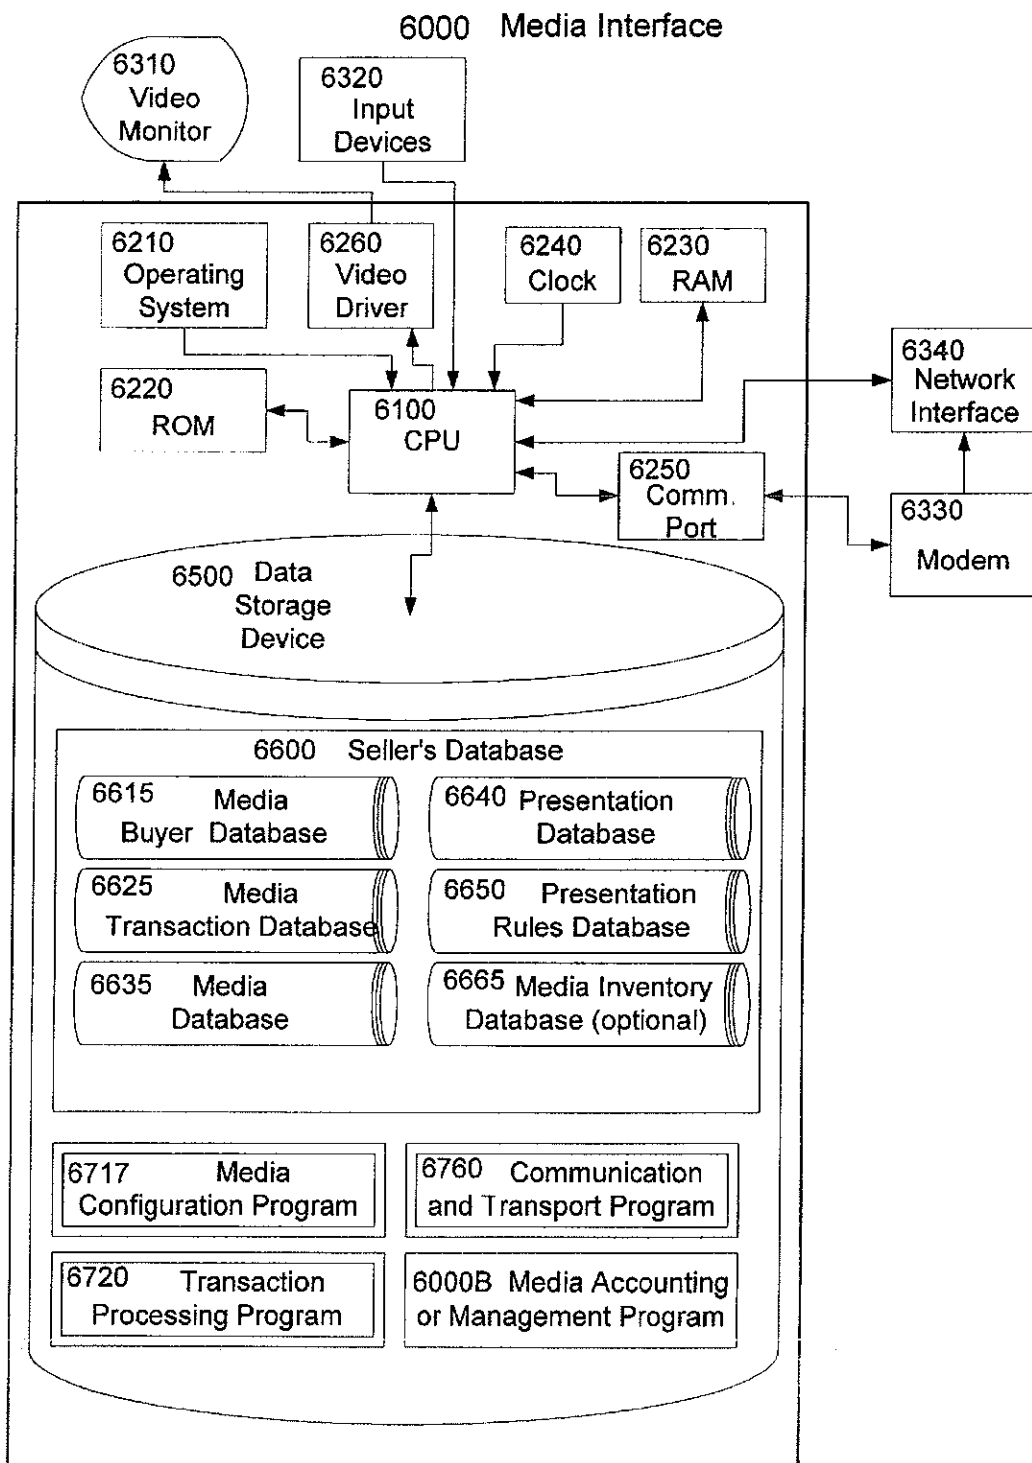 6000 Media Interface
6310
Video
Monitor
6320
Input
Devices
6210
Operating
System
6260
Video
Driver
6240
Clock
6230
RAM
6340
Network
Interface
6220
ROM
6100
CPU
6250
Comm.
Port
6330
Modem
6500 Data
Storage
Device
6600 Seller's Database
6615 Media
Buyer Database
6640 Presentation
Database
6625 Media
Transaction Database
6650 Presentation
Rules Database
6635 Media
Database
6665 Media Inventory
Database (optional)
6717 Media
Configuration Program
6760 Communication
and Transport Program
6720 Transaction
Processing Program
6000B Media Accounting
or Management Program